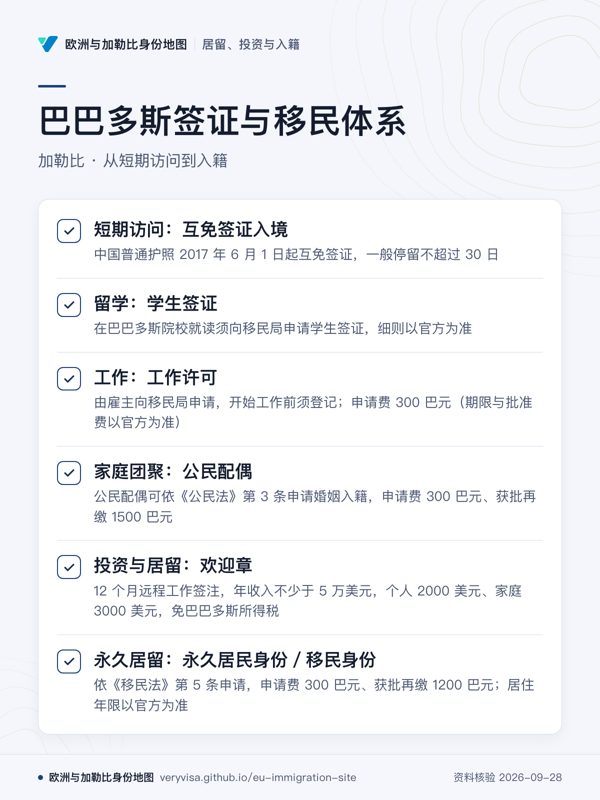 欧洲与加勒比身份地图 居留、投资与入籍
巴巴多斯签证与移民体系
加勒比 · 从短期访问到入籍
短期访问：互免签证入境
中国普通护照 2017 年 6 月 1 日起互免签证，一般停留不超过 30 日
留学：学生签证
在巴巴多斯院校就读须向移民局申请学生签证，细则以官方为准
工作：工作许可
由雇主向移民局申请，开始工作前须登记；申请费 300 巴元（期限与批准
费以官方为准）
家庭团聚：公民配偶
公民配偶可依《公民法》第 3 条申请婚姻入籍，申请费 300 巴元、获批再
缴 1500 巴元
投资与居留：欢迎章
12 个月远程工作签注，年收入不少于 5 万美元，个人 2000 美元、家庭
3000 美元，免巴巴多斯所得税
永久居留：永久居民身份 / 移民身份
依《移民法》第 5 条申请，申请费 300 巴元、获批再缴 1200 巴元；居住
年限以官方为准
欧洲与加勒比身份地图 veryvisa.github.io/eu-immigration-site 资料核验 2026-09-28